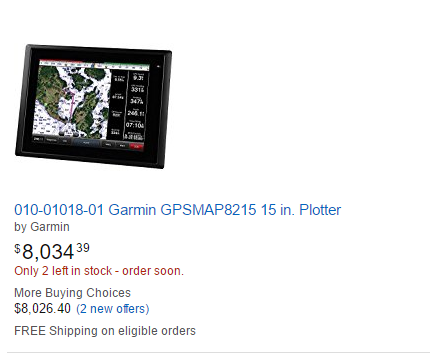 010-01018-01 Garmin GPSMAP8215 15 in. Plotter
by Garmin
$8,034 39
Only 2 left in stock - order soon.
More Buying Choices
$8,026.40 (2 new offers)
FREE Shipping on eligible orders